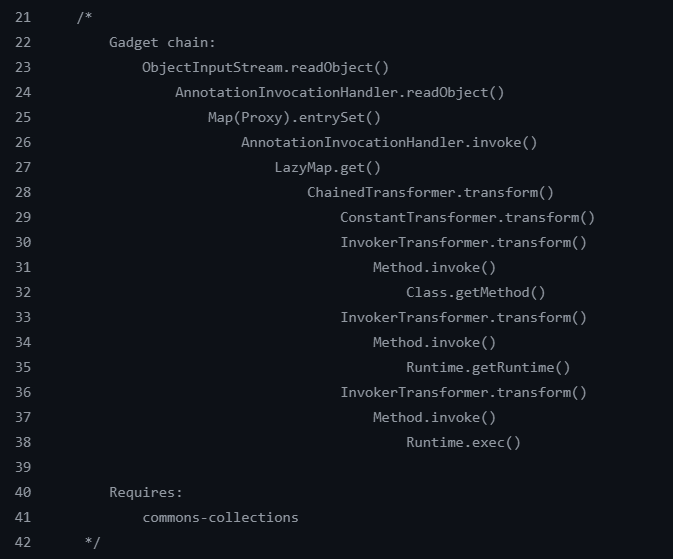 21 /*
22 Gadget chain:
23 ObjectInputStream.readObject()
24 AnnotationInvocationHandler.readObject()
25 Map(Proxy).entrySet()
26 AnnotationInvocationHandler.invoke()
27 LazyMap.get()
28 ChainedTransformer.transform()
29 ConstantTransformer.transform()
30 InvokerTransformer.transform()
31 Method.invoke()
32 Class.getMethod()
33 InvokerTransformer.transform()
34 Method.invoke()
35 Runtime.getRuntime()
36 InvokerTransformer.transform()
37 Method.invoke()
38 Runtime.exec()
39
40 Requires:
41 commons-collections
42 */